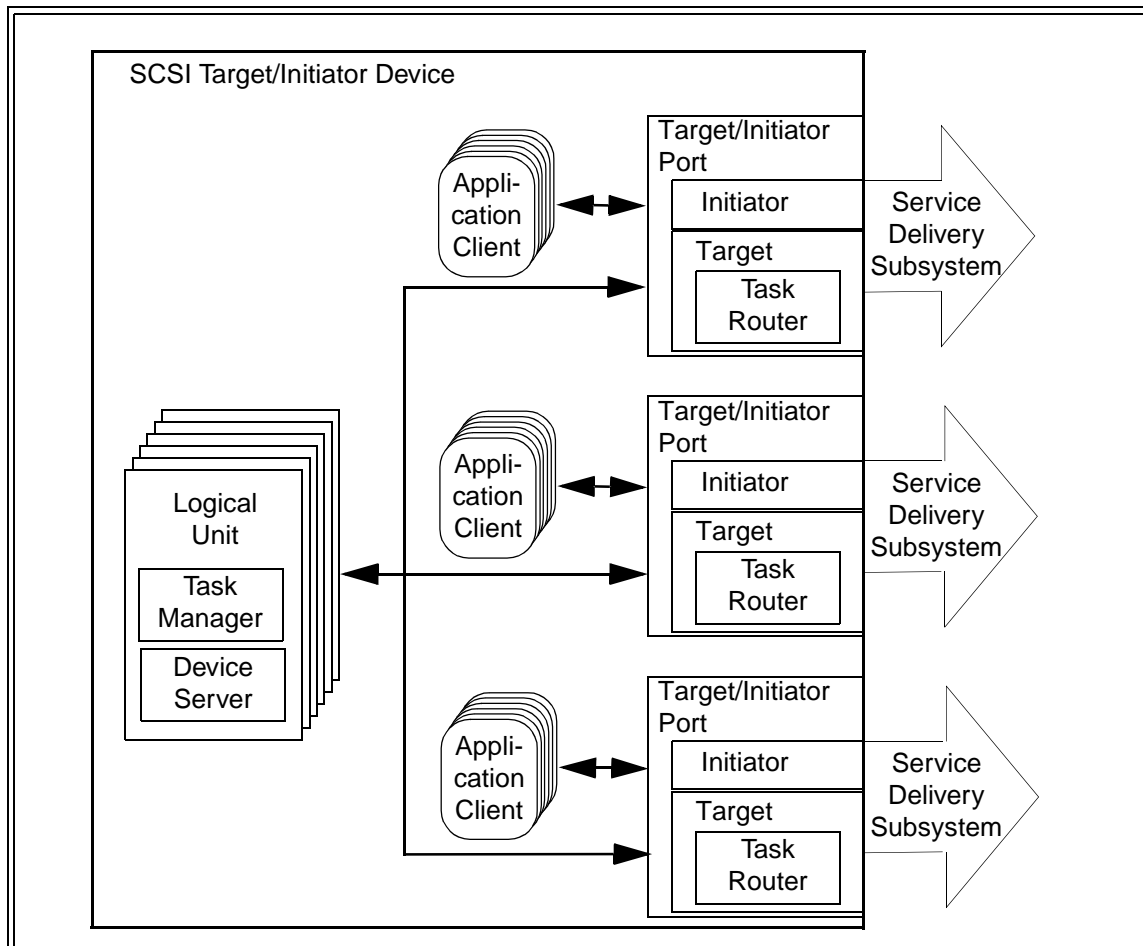 SCSI Target/Initiator Device
Target/Initiator
Port
Initiator
Target
Task
Router
Appli-
cation
Client
Service
Delivery
Subsystem
Target/Initiator
Port
Initiator
Target
Task
Router
Appli-
cation
Client
Service
Delivery
Subsystem
Logical
Unit
Task
Manager
Device
Server
Target/Initiator
Port
Initiator
Target
Task
Router
Appli-
cation
Client
Service
Delivery
Subsystem